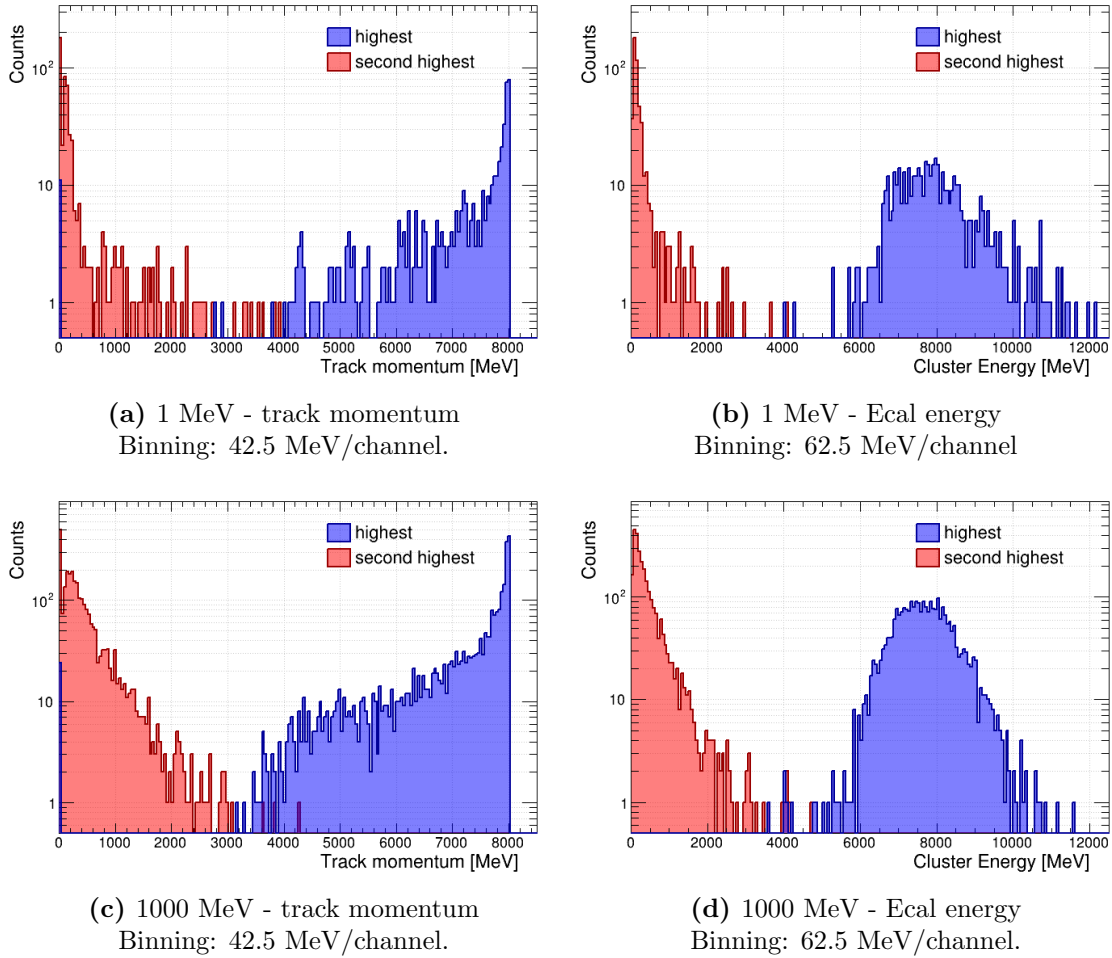 Counts
10²
10
1
highest
second highest
0 1000 2000 3000 4000 5000 6000 7000 8000
Track momentum [MeV]
(a) 1 MeV - track momentum
Binning: 42.5 MeV/channel.
Counts
10²
10
1
highest
second highest
0 2000 4000 6000 8000 10000 12000
Cluster Energy [MeV]
(b) 1 MeV - Ecal energy
Binning: 62.5 MeV/channel
Counts
10²
10
1
highest
second highest
0 1000 2000 3000 4000 5000 6000 7000 8000
Track momentum [MeV]
(c) 1000 MeV - track momentum
Binning: 42.5 MeV/channel.
Counts
10²
10
1
highest
second highest
0 2000 4000 6000 8000 10000 12000
Cluster Energy [MeV]
(d) 1000 MeV - Ecal energy
Binning: 62.5 MeV/channel.